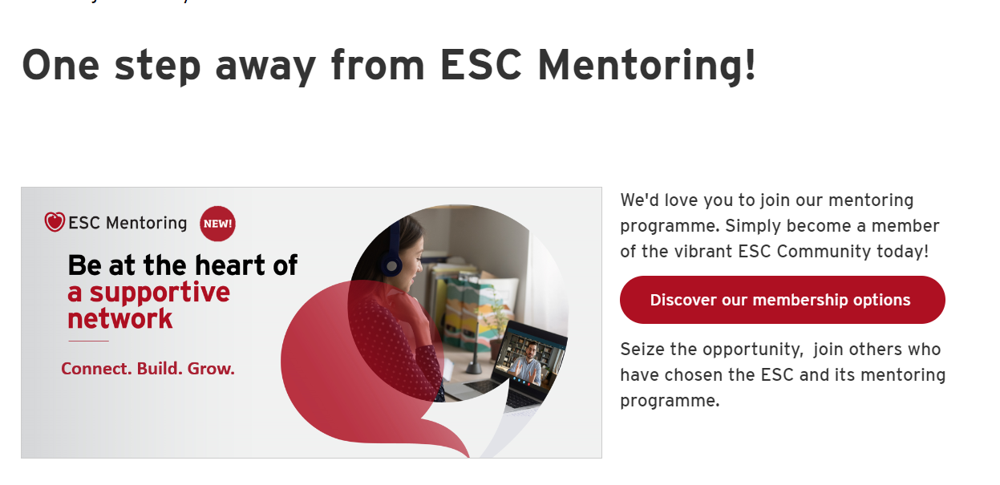 One step away from ESC Mentoring!
ESC Mentoring NEW!
Be at the heart of
a supportive
network
Connect. Build. Grow.
We'd love you to join our mentoring
programme. Simply become a member
of the vibrant ESC Community today!
Discover our membership options
Seize the opportunity,  join others who
have chosen the ESC and its mentoring
programme.